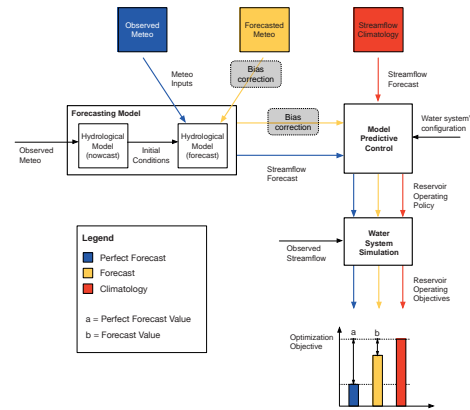 Observed
Meteo
Forecasted
Meteo
Streamflow
Climatology
Meteo
Inputs
Bias
correction
Streamflow
Forecast
Forecasting Model
Bias
correction
Hydrological
Model
(nowcast)
Hydrological
Model
(forecast)
Observed
Meteo
Initial
Conditions
Model
Predictive
Control
Water system'
configuration
Streamflow
Forecast
Reservoir
Operating
Policy
Legend
Perfect Forecast
Forecast
Climatology
a = Perfect Forecast Value
b = Forecast Value
Observed
Streamflow
Water
System
Simulation
Reservoir
Operating
Objectives
Optimization
Objective
a
b